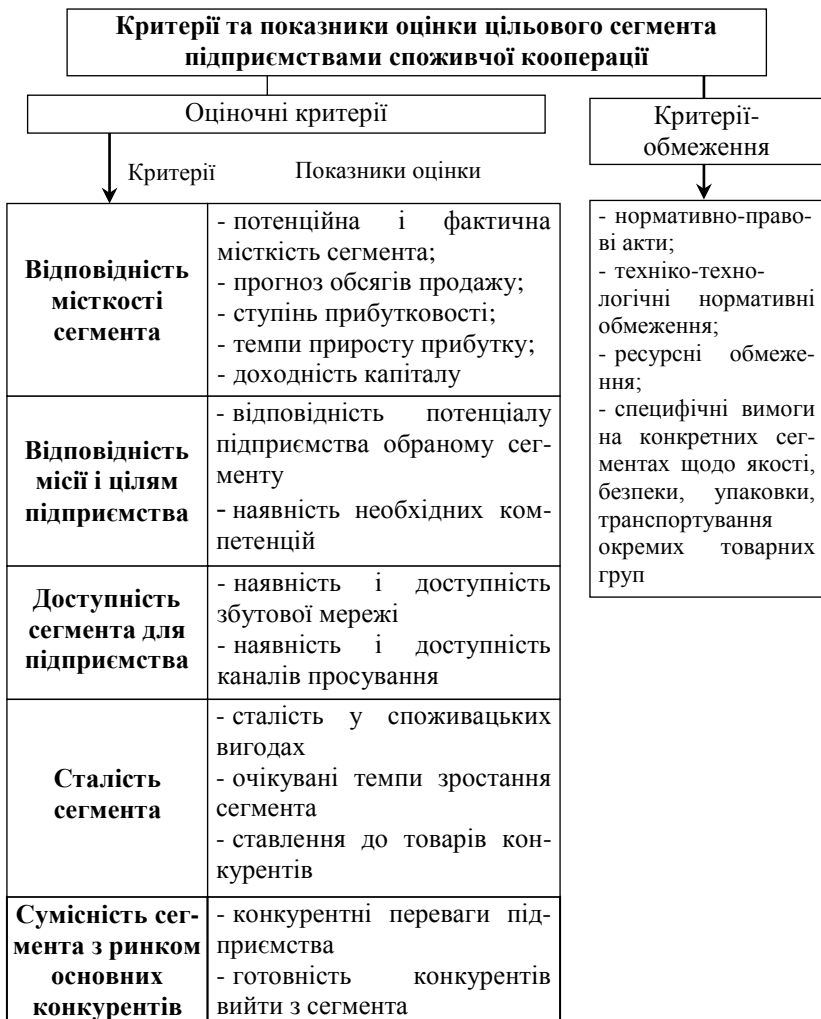 Критерії та показники оцінки цільового сегмента
підприємствами споживчої кооперації
Оціночні критерії
Критерії
Показники оцінки
Відповідність
місткості
сегмента
- потенційна і фактична
місткість сегмента;
- прогноз обсягів продажу;
- ступінь прибутковості;
- темпи приросту прибутку;
- доходність капіталу
Відповідність
місії і цілям
підприємства
- відповідність потенціалу
підприємства обраному сег-
менту
- наявність необхідних ком-
петенцій
Доступність
сегмента для
підприємства
- наявність і доступність
збутової мережі
- наявність і доступність
каналів просування
Сталість
сегмента
- сталість у споживацьких
вигодах
- очікувані темпи зростання
сегмента
- ставлення до товарів кон-
курентів
Сумісність сег-
мента з ринком
основних
конкурентів
- конкурентні переваги під-
приємства
- готовність конкурентів
вийти з сегмента
Критерії-
обмеження
- нормативно-право-
ві акти;
- техніко-техно-
логічні нормативні
обмеження;
- ресурсні обмеже-
ння;
- специфічні вимоги
на конкретних сег-
ментах щодо якості,
безпеки, упаковки,
транспортування
окремих товарних
груп